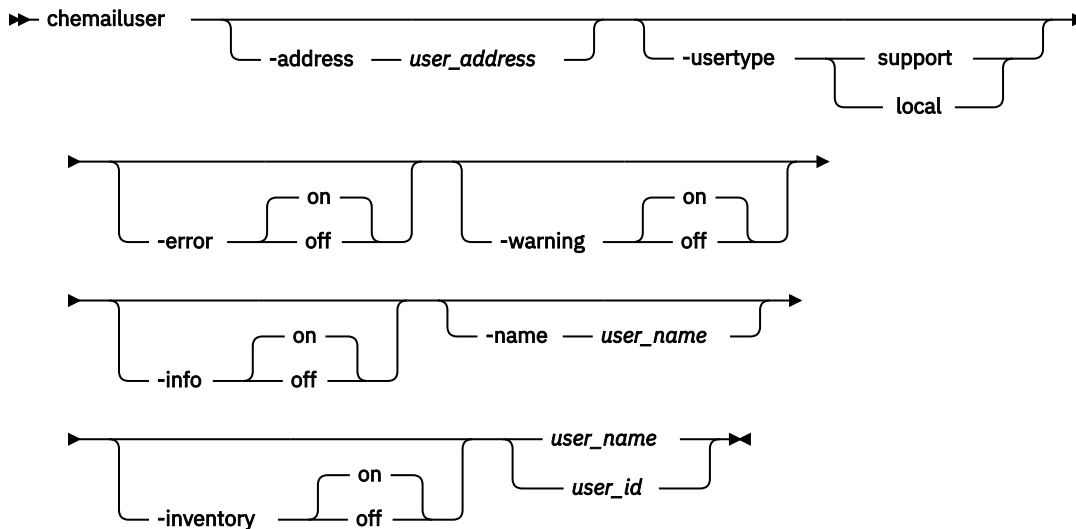 chemailuser
-address user_address -usertype support
local
on on
-error off -warning off
on -name user_name
-info off
user_name
on user_id
-inventory off